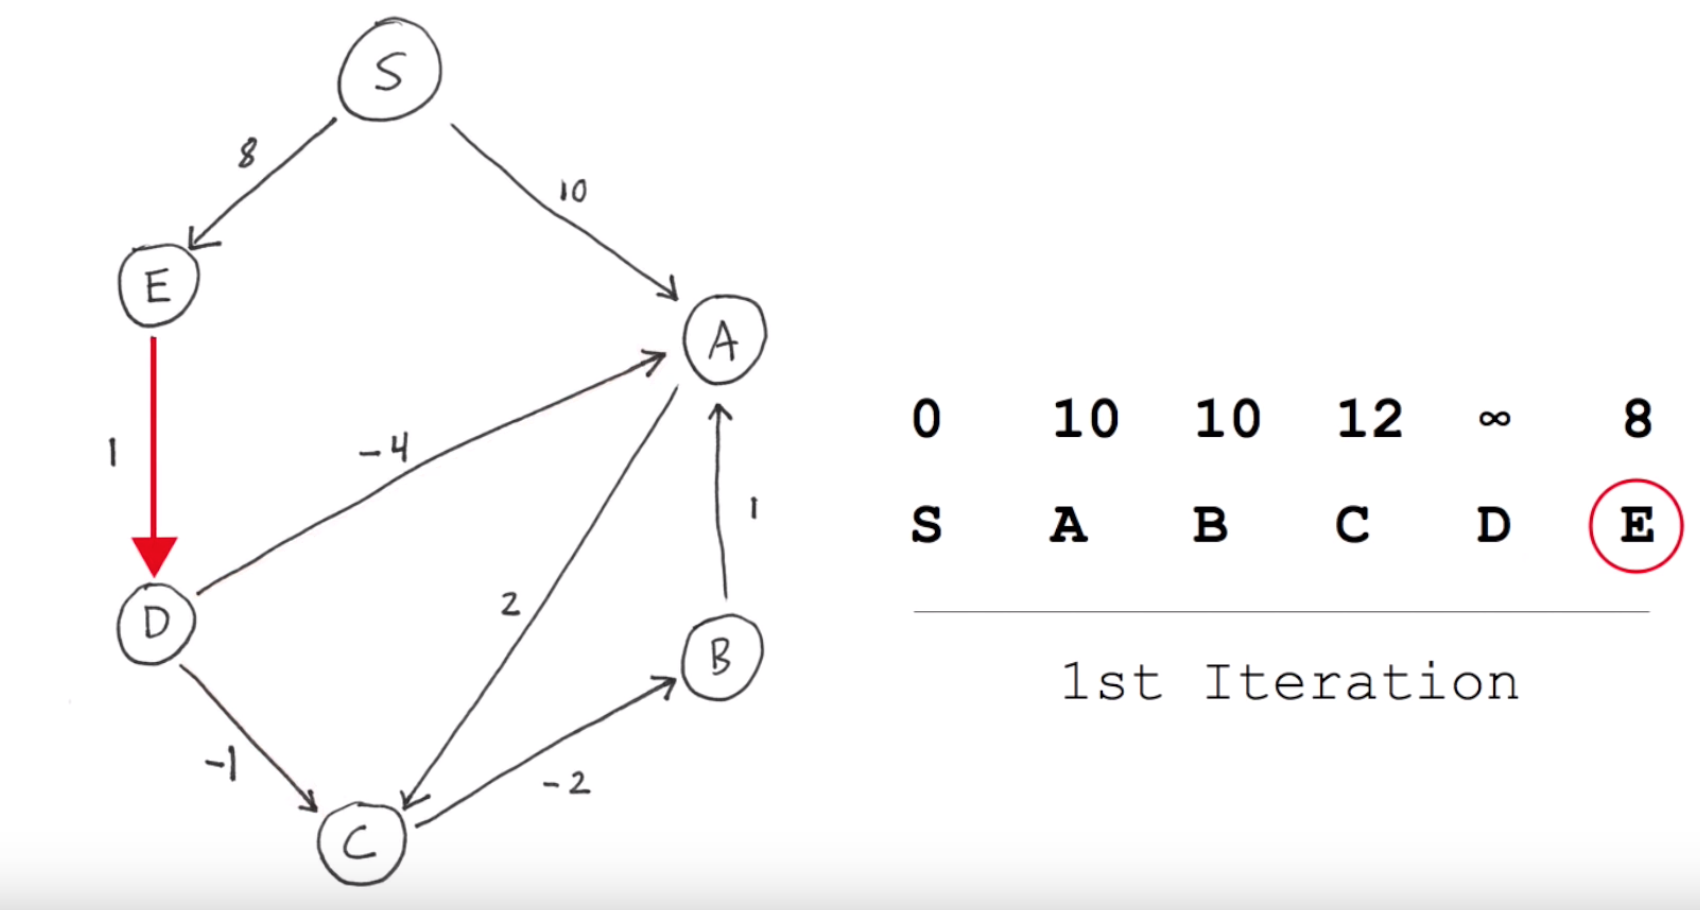 S
8
10
E
A
1
-4
0 10 10 12 ∞ 8
S A B C D E
1
2
D
B
1st Iteration
-1
-2
C